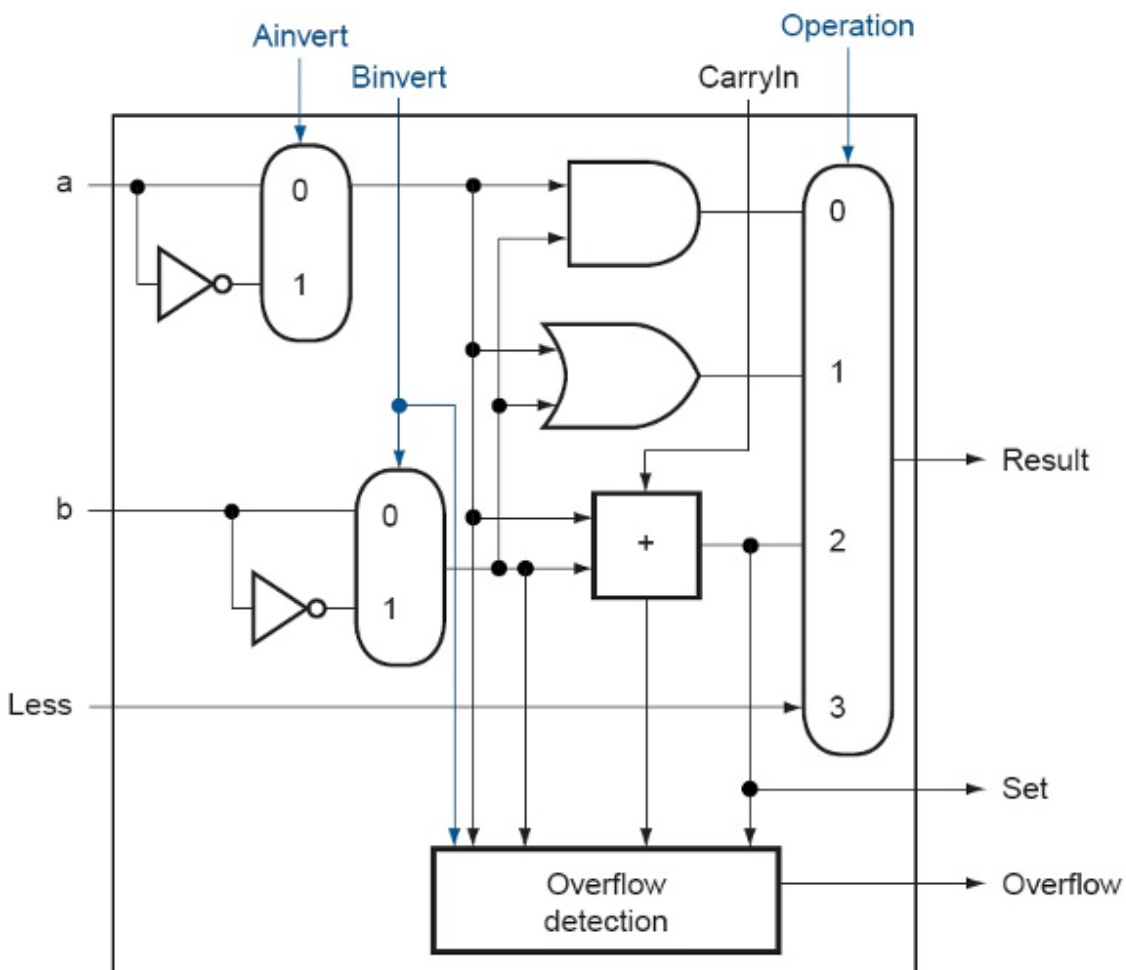 Operation
Ainvert
Binvert
CarryIn
a
0
0
1
1
Result
b
0
+
2
1
Less
3
Set
Overflow
detection
Overflow